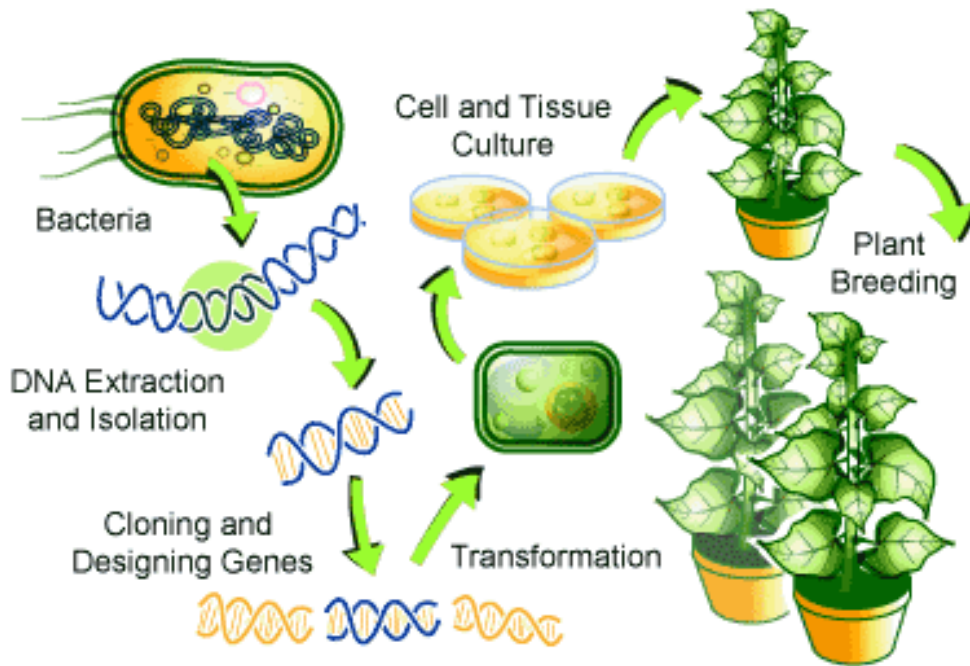 Bacteria
DNA Extraction
and Isolation
Cloning and
Designing Genes
Transformation
Cell and Tissue
Culture
Plant
Breeding